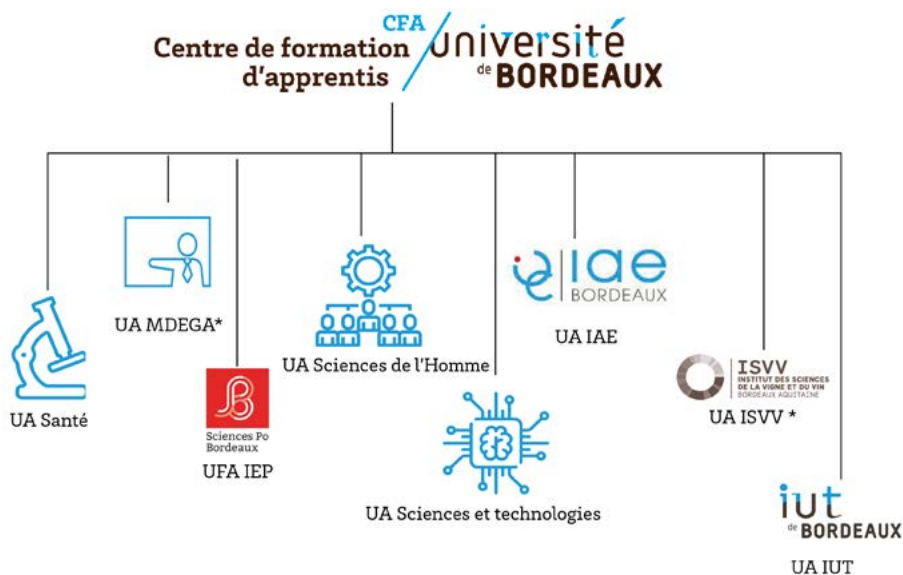 CFA
Centre de formation
d'apprentis
université
de BORDEAUX
UA Santé
UA MDEGA*
Sciences Po
Bordeaux
UFA IEP
UA Sciences de l'Homme
UA Sciences et technologies
iae
BORDEAUX
UA IAE
ISVV
INSTITUT DES SCIENCES
DE LA VIGNE ET DU VIN
BORDEAUX AQUITAINE
UA ISVV *
iut
de BORDEAUX
UA IUT